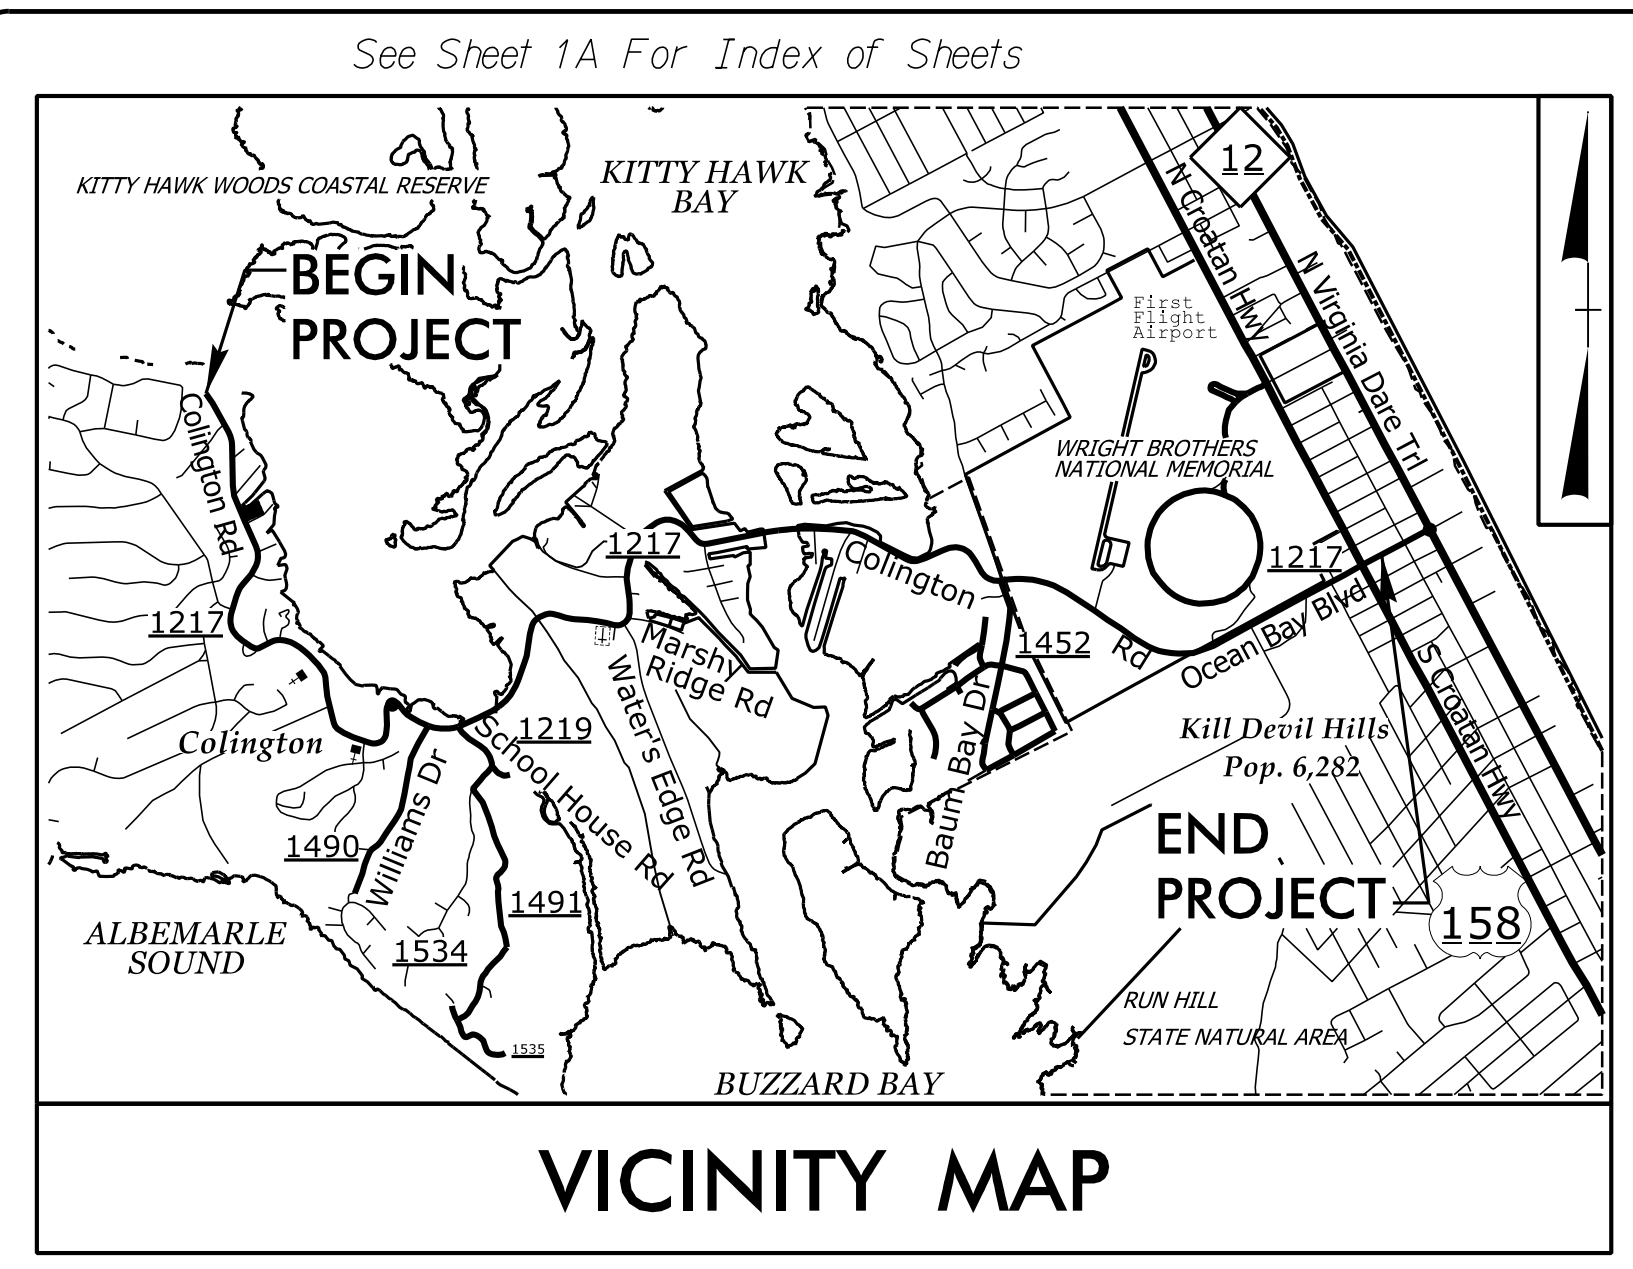 See Sheet 1A For Index of Sheets
KITTY HAWK WOODS COASTAL RESERVE
KITTY HAWK
BAY
12
N Croatan Hwy
N Virginia Dare Trl
BEGIN
PROJECT
First
Flight
Airport
Colington Rd
WRIGHT BROTHERS
NATIONAL MEMORIAL
1217
1217
1217
Colington
Rd
Ocean Bay Blvd
1452
Marshy
Ridge Rd
Water's Edge Rd
S Croatan Hwy
Colington
1219
School House Rd
Baum Bay Dr
Kill Devil Hills
Pop. 6,282
Williams Dr
1490
END
PROJECT
158
1491
1534
ALBEMARLE
SOUND
RUN HILL
STATE NATURAL AREA
1535
BUZZARD BAY
VICINITY MAP